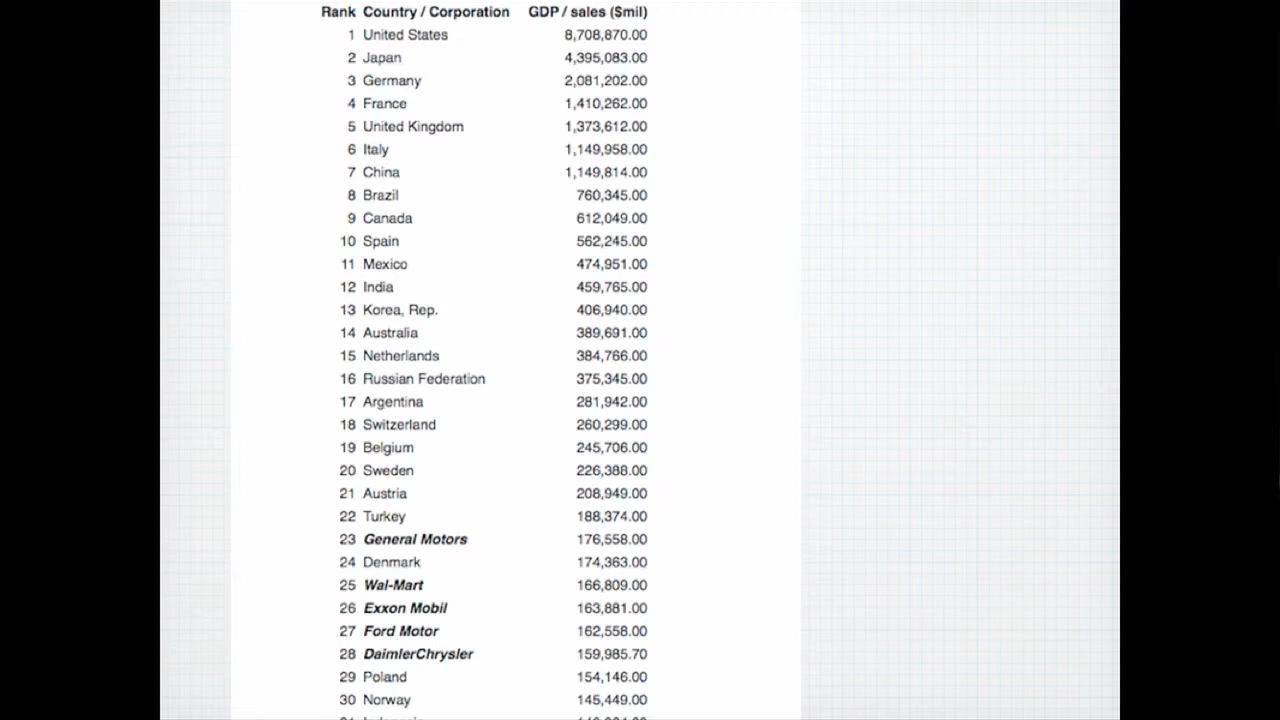 Rank Country / Corporation GDP / sales ($mil)
1 United States 8,708,870.00
2 Japan 4,395,083.00
3 Germany 2,081,202.00
4 France 1,410,262.00
5 United Kingdom 1,373,612.00
6 Italy 1,149,958.00
7 China 1,149,814.00
8 Brazil 760,345.00
9 Canada 612,049.00
10 Spain 562,245.00
11 Mexico 474,951.00
12 India 459,765.00
13 Korea, Rep. 406,940.00
14 Australia 389,691.00
15 Netherlands 384,766.00
16 Russian Federation 375,345.00
17 Argentina 281,942.00
18 Switzerland 260,299.00
19 Belgium 245,706.00
20 Sweden 226,388.00
21 Austria 208,949.00
22 Turkey 188,374.00
23 General Motors 176,558.00
24 Denmark 174,363.00
25 Wal-Mart 166,809.00
26 Exxon Mobil 163,881.00
27 Ford Motor 162,558.00
28 DaimlerChrysler 159,985.70
29 Poland 154,146.00
30 Norway 145,449.00